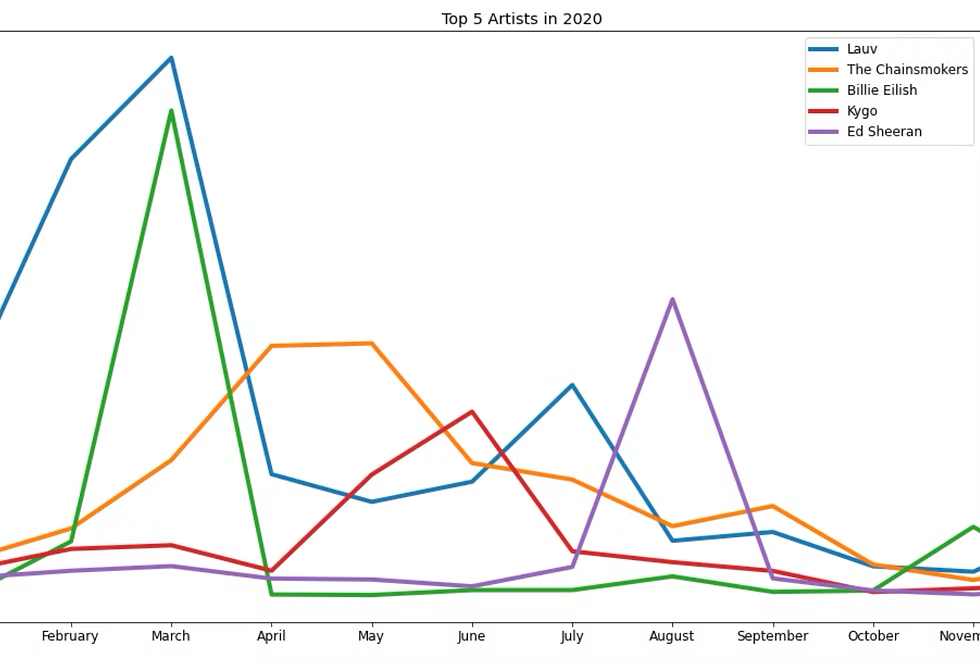 Top 5 Artists in 2020
Lauv
The Chainsmokers
Billie Eilish
Kygo
Ed Sheeran
February March April May June July August September October Novem